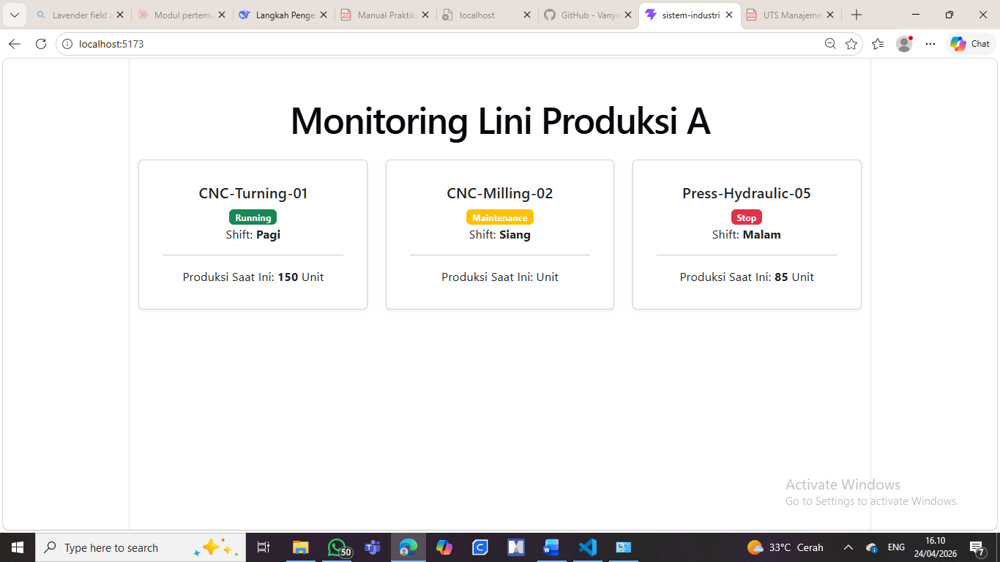 Lavender field a
Modul pertemu
Langkah Penge
Manual Praktik
localhost
GitHub - Vanyr
sistem-industri
UTS Manajeme
localhost:5173
Chat
Monitoring Lini Produksi A
CNC-Turning-01
Running
Shift: Pagi
Produksi Saat Ini: 150 Unit
CNC-Milling-02
Maintenance
Shift: Siang
Produksi Saat Ini: Unit
Press-Hydraulic-05
Stop
Shift: Malam
Produksi Saat Ini: 85 Unit
Activate Windows
Go to Settings to activate Windows.
Type here to search
50
33°C Cerah
ENG
16.10
24/04/2026
7